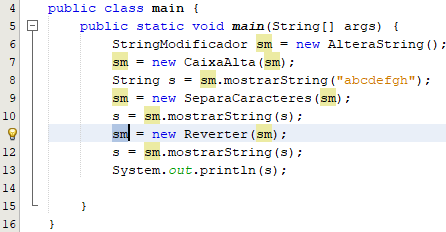 4 public class main {
5 public static void main(String[] args) {
6 StringModificador sm = new AlteraString();
7 sm = new CaixaAlta(sm);
8 String s = sm.mostrarString("abcdefgh");
9 sm = new SeparaCaracteres(sm);
10 s = sm.mostrarString(s);
sm = new Reverter(sm);
12 s = sm.mostrarString(s);
13 System.out.println(s);
14
15 }
16 }